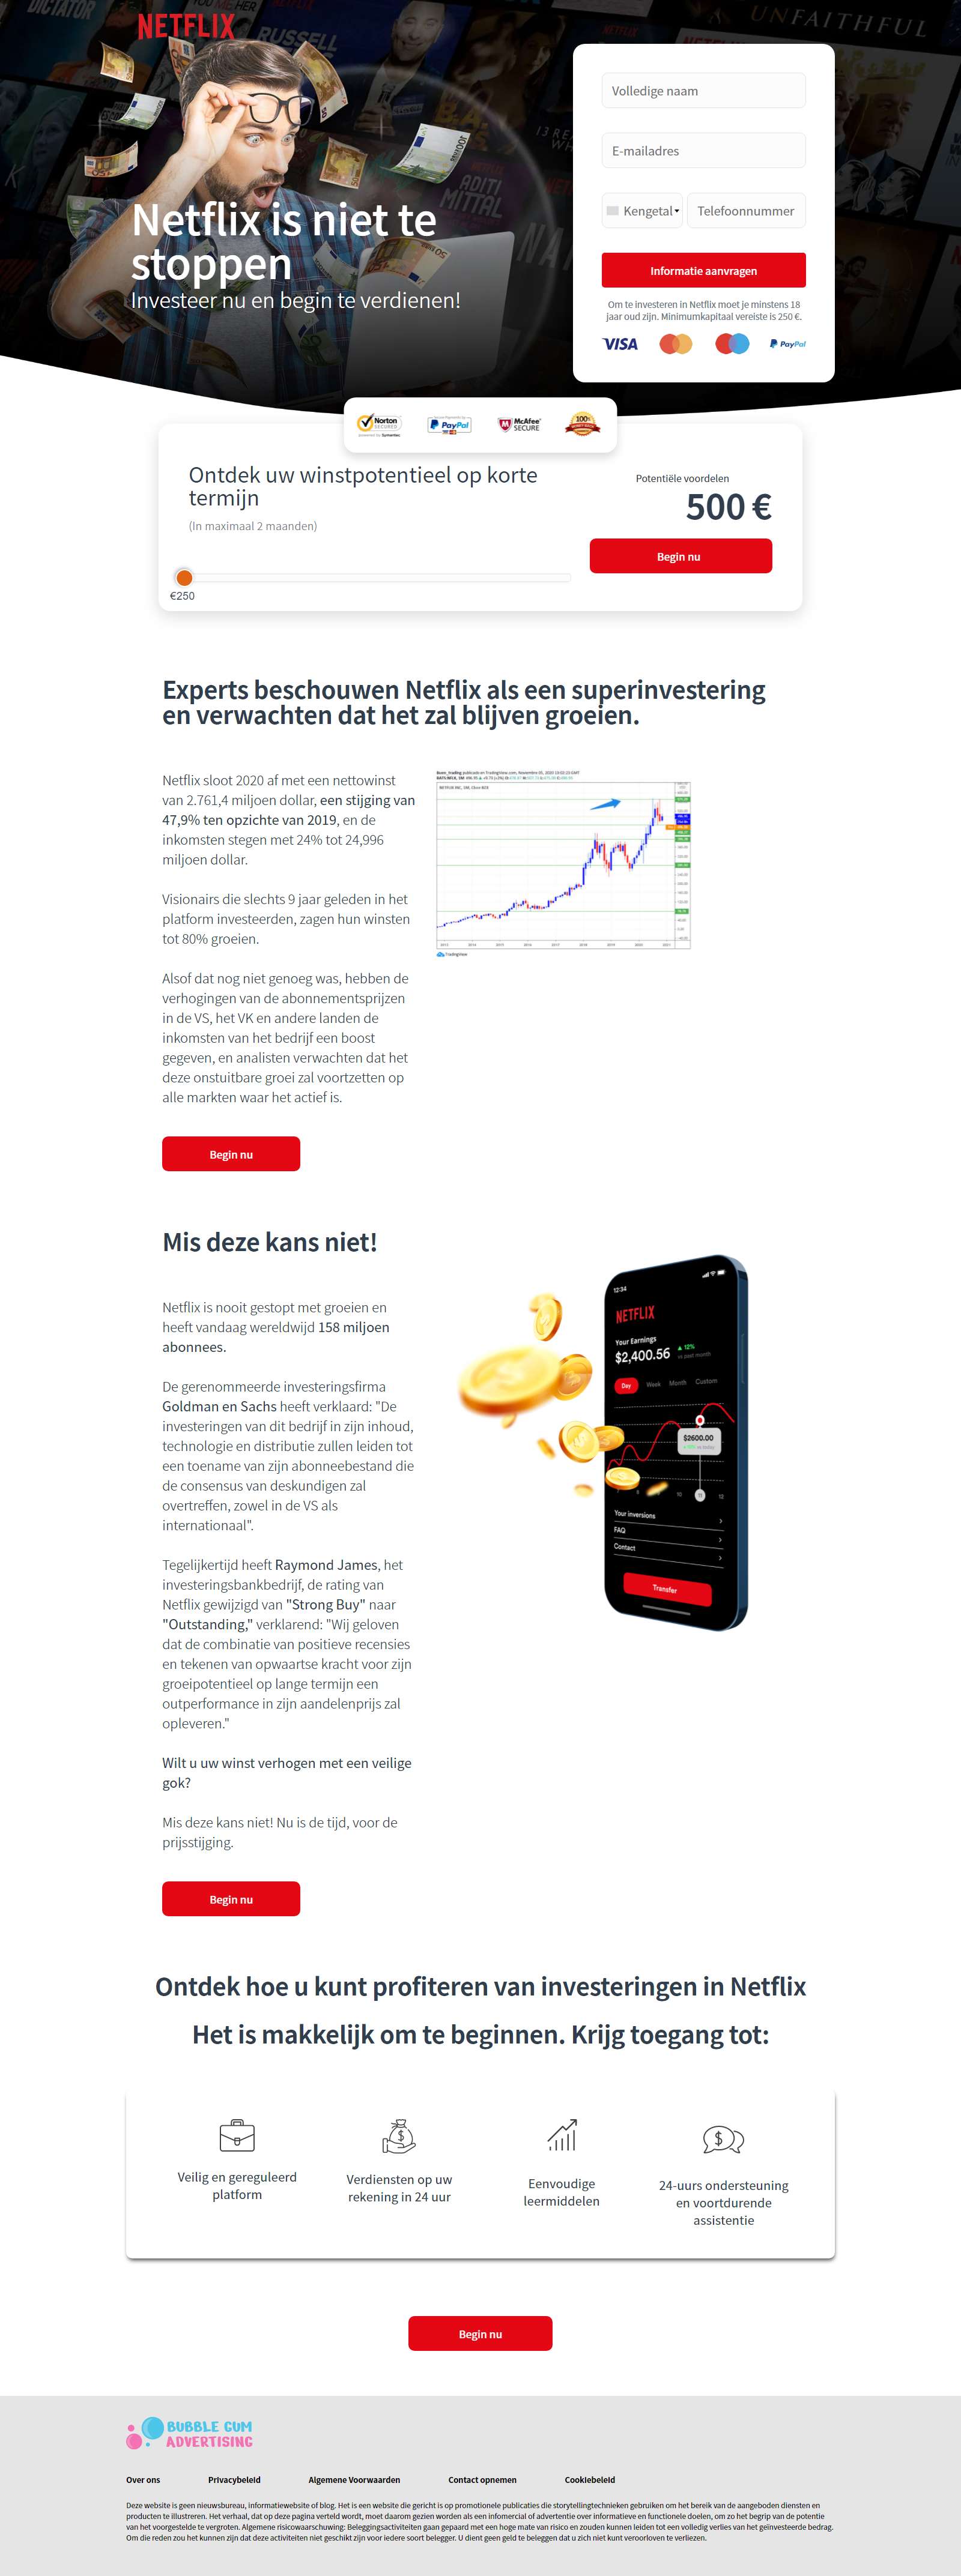 DICTATOR
ME HER
NETFLIX
RUSSELL
UNFAITHFUL
Netflix is niet te
stoppen
Investeer nu en begin te verdienen!
Volledige naam
E-mailadres
Kengetal
Telefoonnummer
Informatie aanvragen
Om te investeren in Netflix moet je minstens 18
jaar oud zijn. Minimumkapitaal vereiste is 250 €.
VISA
PayPal
Norton
SECURED
powered by Symantec
PayPal
McAfee
SECURE
100%
Ontdek uw winstpotentieel op korte
termijn
(In maximaal 2 maanden)
€250
Potentiële voordelen
500 €
Begin nu
Experts beschouwen Netflix als een superinvestering
en verwachten dat het zal blijven groeien.
Netflix sloot 2020 af met een nettowinst
van 2.761,4 miljoen dollar, een stijging van
47,9% ten opzichte van 2019, en de
inkomsten stegen met 24% tot 24,996
miljoen dollar.
Visionairs die slechts 9 jaar geleden in het
platform investeerden, zagen hun winsten
tot 80% groeien.
Alsof dat nog niet genoeg was, hebben de
verhogingen van de abonnementsprijzen
in de VS, het VK en andere landen de
inkomsten van het bedrijf een boost
gegeven, en analisten verwachten dat het
deze onstuitbare groei zal voortzetten op
alle markten waar het actief is.
TradingView
Begin nu
Mis deze kans niet!
Netflix is nooit gestopt met groeien en
heeft vandaag wereldwijd 158 miljoen
abonnees.
De gerenommeerde investeringsfirma
Goldman en Sachs heeft verklaard: "De
investeringen van dit bedrijf in zijn inhoud,
technologie en distributie zullen leiden tot
een toename van zijn abonneebestand die
de consensus van deskundigen zal
overtreffen, zowel in de VS als
internationaal".
Tegelijkertijd heeft Raymond James, het
investeringsbankbedrijf, de rating van
Netflix gewijzigd van "Strong Buy" naar
"Outstanding," verklarend: "Wij geloven
dat de combinatie van positieve recensies
en tekenen van opwaartse kracht voor zijn
groeipotentieel op lange termijn een
outperformance in zijn aandelenprijs zal
opleveren."
Wilt u uw winst verhogen met een veilige
gok?
Mis deze kans niet! Nu is de tijd, voor de
prijsstijging.
12:34
NETFLIX
Your Earnings
$2,400.56
12%
vs past month
Day
Week
Month
Custom
$2600.00
Your inversions
FAQ
Contact
Transfer
Begin nu
Ontdek hoe u kunt profiteren van investeringen in Netflix
Het is makkelijk om te beginnen. Krijg toegang tot:
Veilig en gereguleerd
platform
Verdiensten op uw
rekening in 24 uur
Eenvoudige
leermiddelen
24-uurs ondersteuning
en voortdurende
assistentie
Begin nu
BUBBLE GUM
ADVERTISING
Over ons
Privacybeleid
Algemene Voorwaarden
Contact opnemen
Cookiebeleid
Deze website is geen nieuwsbureau, informatiewebsite of blog. Het is een website die gericht is op promotionele publicaties die storytellingtechnieken gebruiken om het bereik van de aangeboden diensten en
producten te illustreren. Het verhaal, dat op deze pagina verteld wordt, moet daarom gezien worden als een infomercial of advertentie over informatieve en functionele doelen, om zo het begrip van de potentie
van het voorgestelde te vergroten. Algemene risicowaarschuwing: Beleggingsactiviteiten gaan gepaard met een hoge mate van risico en zouden kunnen leiden tot een volledig verlies van het geïnvesteerde bedrag.
Om die reden zou het kunnen zijn dat deze activiteiten niet geschikt zijn voor iedere soort belegger. U dient geen geld te beleggen dat u zich niet kunt veroorloven te verliezen.